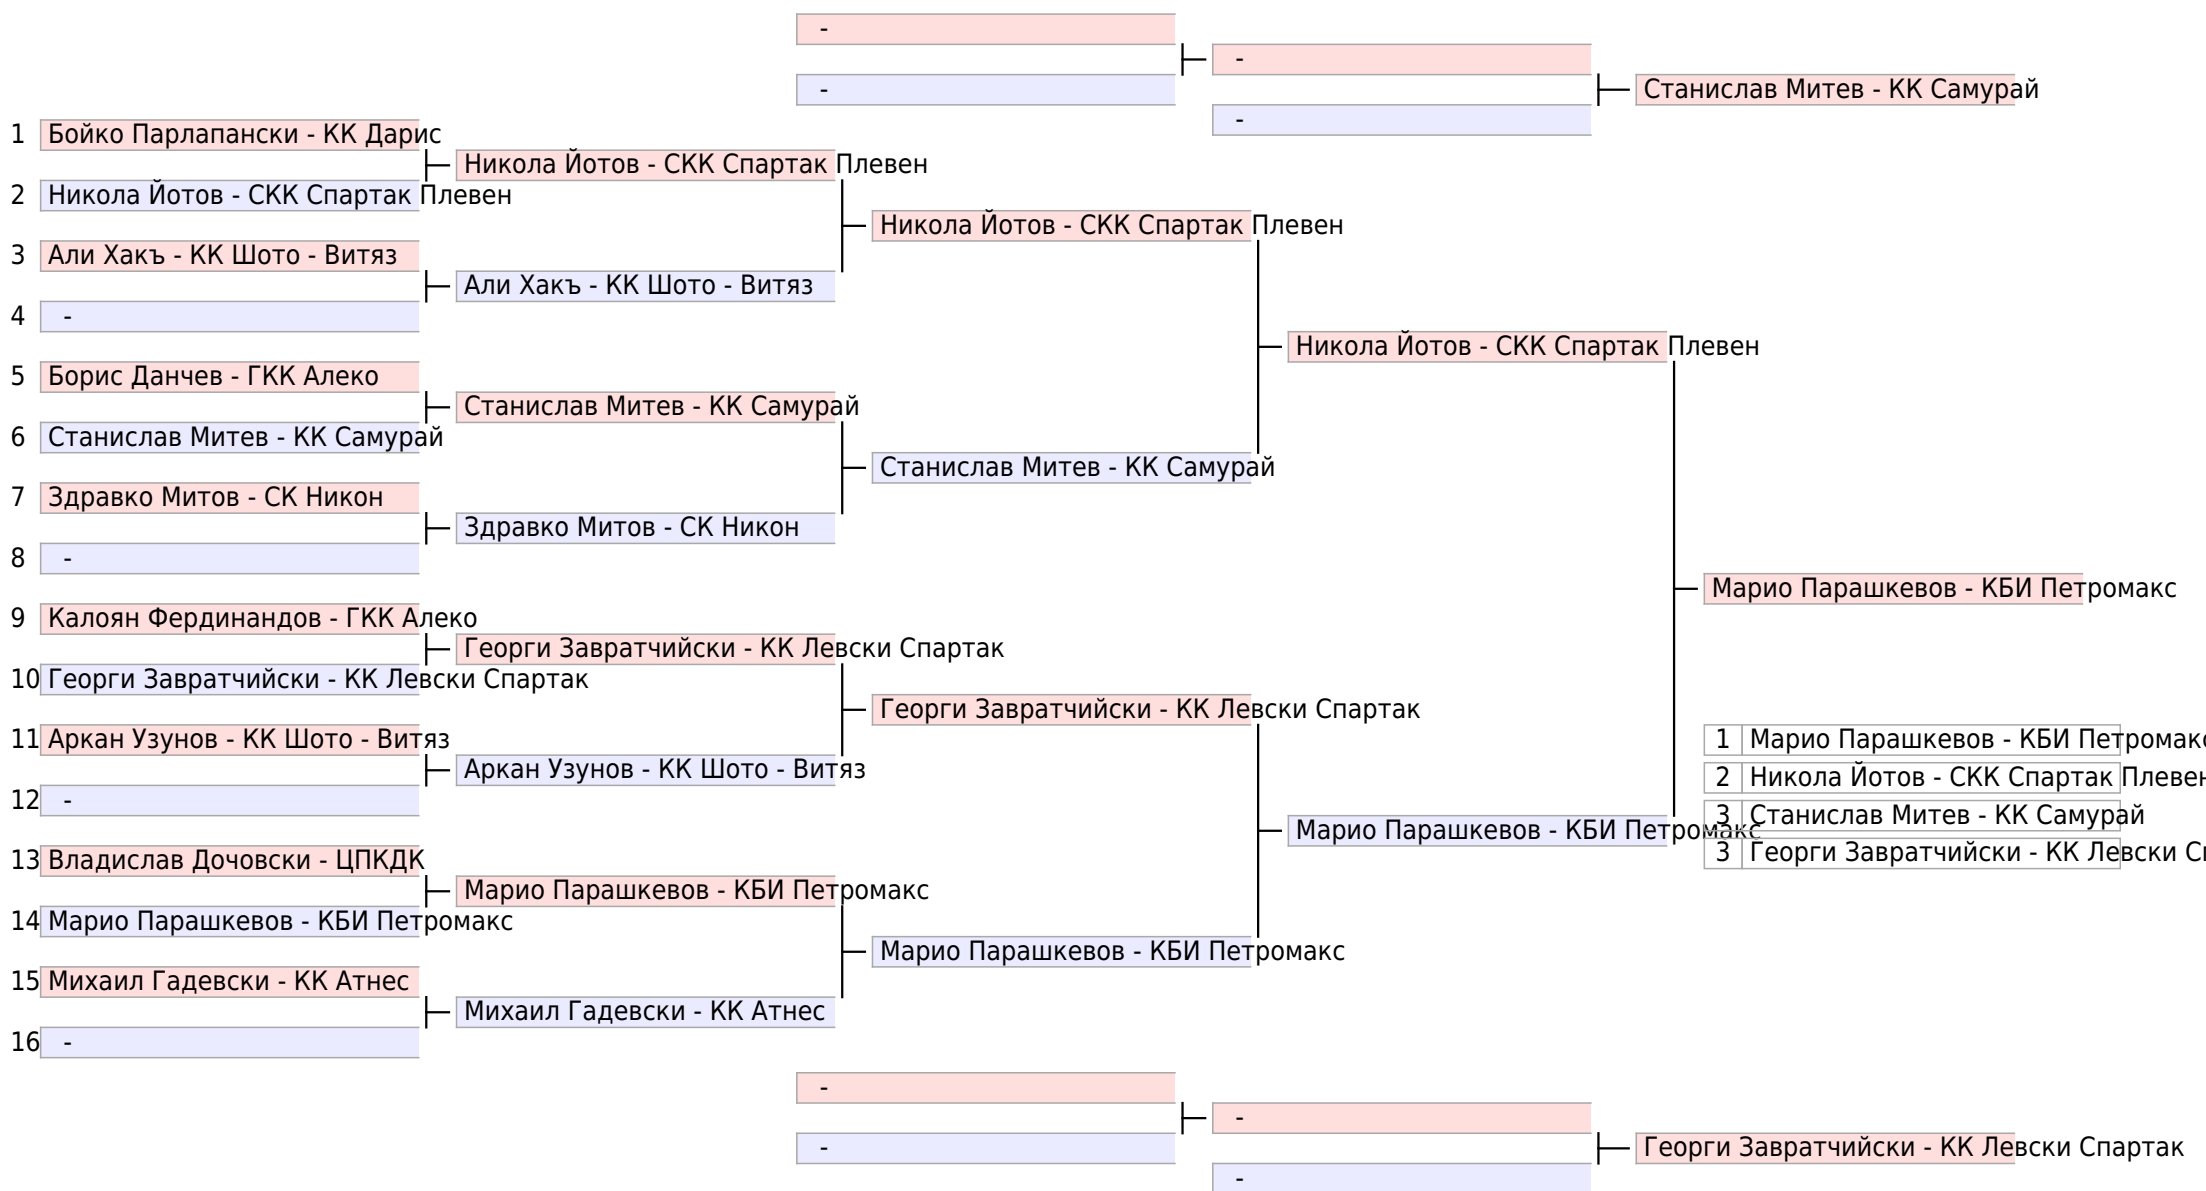 -
-
-
Станислав Митев - КК Самурай
-
1 Бойко Парлапански - КК Дарис
Никола Йотов - СКК Спартак Плевен
2 Никола Йотов - СКК Спартак Плевен
Никола Йотов - СКК Спартак Плевен
3 Али Хакъ - КК Шото - Витяз
Али Хакъ - КК Шото - Витяз
4 -
Никола Йотов - СКК Спартак Плевен
5 Борис Данчев - ГКК Алеко
Станислав Митев - КК Самурай
6 Станислав Митев - КК Самурай
Станислав Митев - КК Самурай
7 Здравко Митов - СК Никон
Здравко Митов - СК Никон
8 -
Марио Парашкевов - КБИ Петромакс
9 Калоян Фердинандов - ГКК Алеко
Георги Завратчийски - КК Левски Спартак
10 Георги Завратчийски - КК Левски Спартак
Георги Завратчийски - КК Левски Спартак
11 Аркан Узунов - КК Шото - Витяз
Аркан Узунов - КК Шото - Витяз
12 -
1 Марио Парашкевов - КБИ Петромакс
2 Никола Йотов - СКК Спартак Плевен
3 Станислав Митев - КК Самурай
Марио Парашкевов - КБИ Петромакс
3 Георги Завратчийски - КК Левски
13 Владислав Дочовски - ЦПКДК
Марио Парашкевов - КБИ Петромакс
14 Марио Парашкевов - КБИ Петромакс
Марио Парашкевов - КБИ Петромакс
15 Михаил Гадевски - КК Атнес
Михаил Гадевски - КК Атнес
16 -
-
-
-
Георги Завратчийски - КК Левски Спартак
-